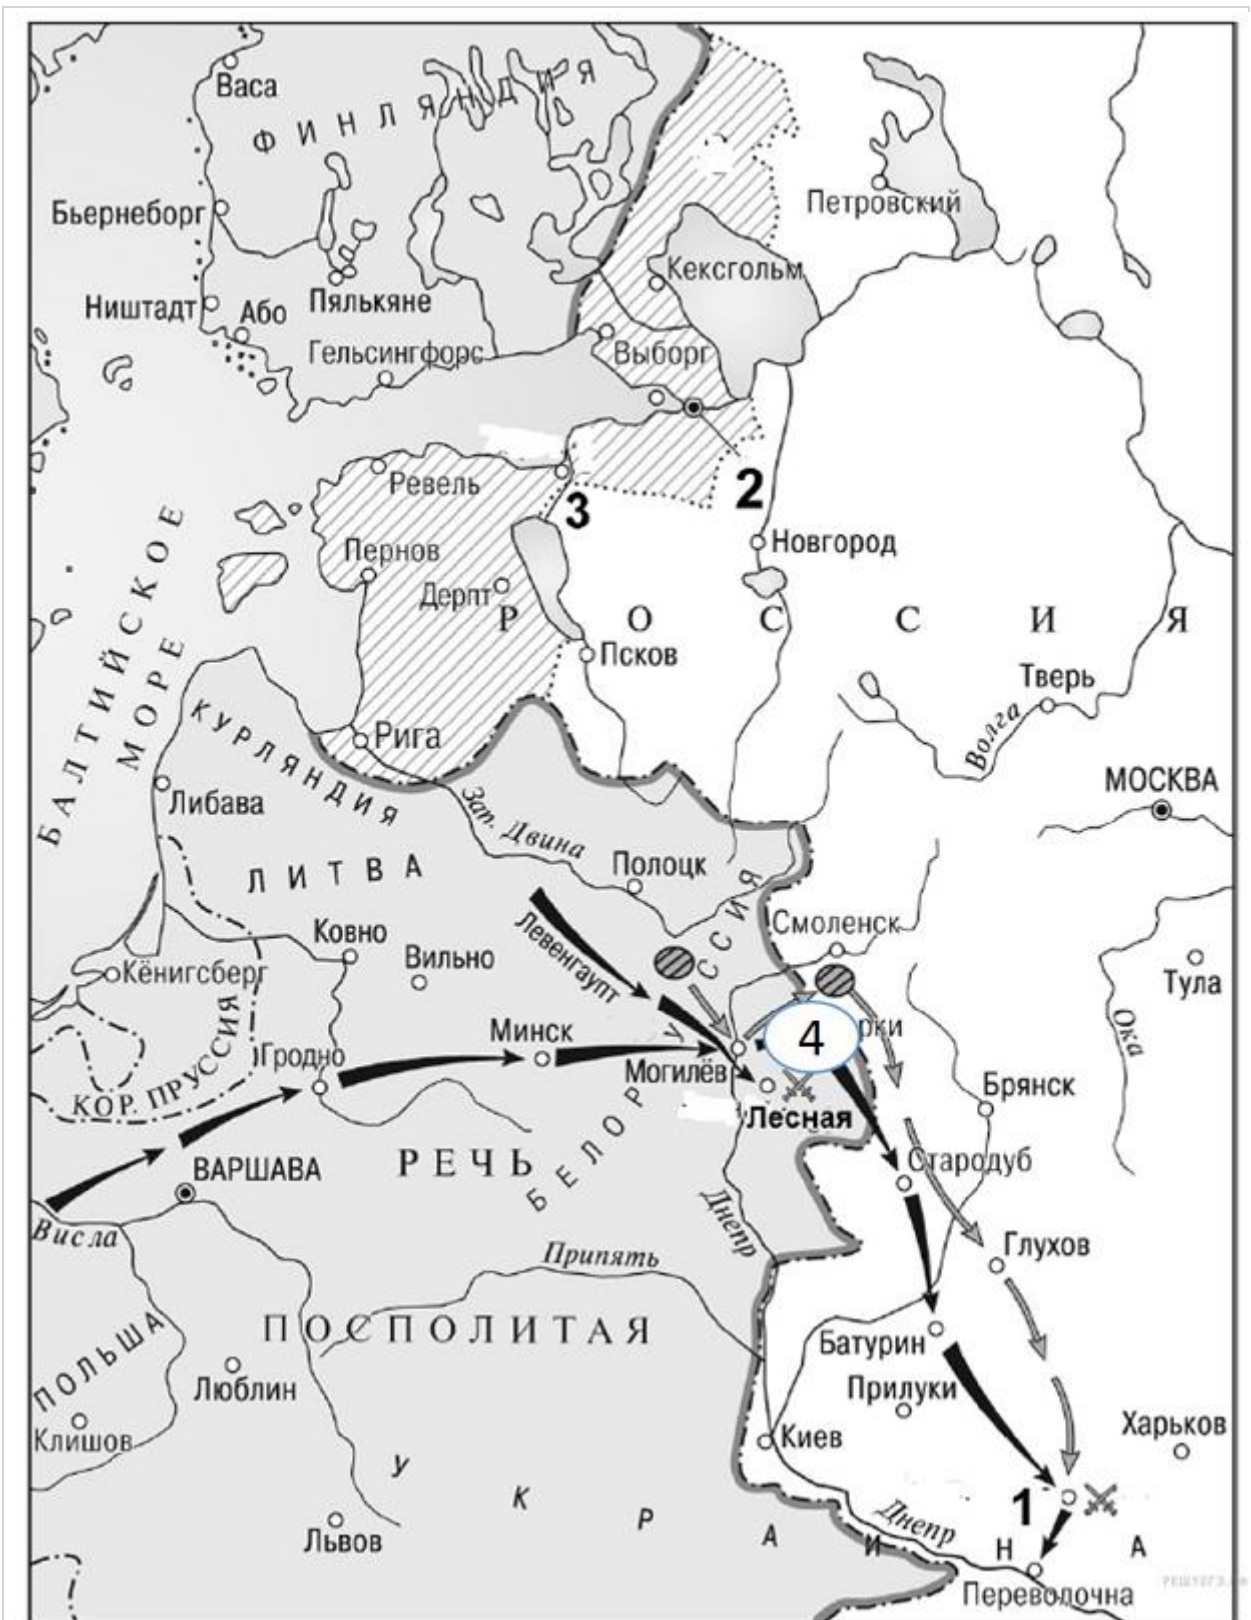 Васа
ФИНЛЯНДИЯ
Бьернеборг
Петровский
Кексгольм
Ништадт
Або
Пялькяне
Гельсингфорс
Выборг
Ревель
3
2
Новгород
Пернов
Дерпт
РОССИЯ
Псков
БАЛТИЙСКОЕ
МОРЕ
Тверь
Волга
КУРЛЯНДИЯ
Рига
МОСКВА
Либава
Зап. Двина
ЛИТВА
Полоцк
Смоленск
Ковно
Вильно
Левенгаупт
Кёнигсберг
Тула
Ока
КОР. ПРУССИЯ
Гродно
Минск
4
рки
Могилёв
Брянск
Лесная
БЕЛОРУССИЯ
ВАРШАВА
РЕЧЬ
Стародуб
Висла
Днепр
Припять
Глухов
ПОСПОЛИТАЯ
ПОЛЬША
Батурин
Люблин
Прилуки
Клишов
Киев
Харьков
1
УКРАИНА
Львов
Днепр
Переволочна